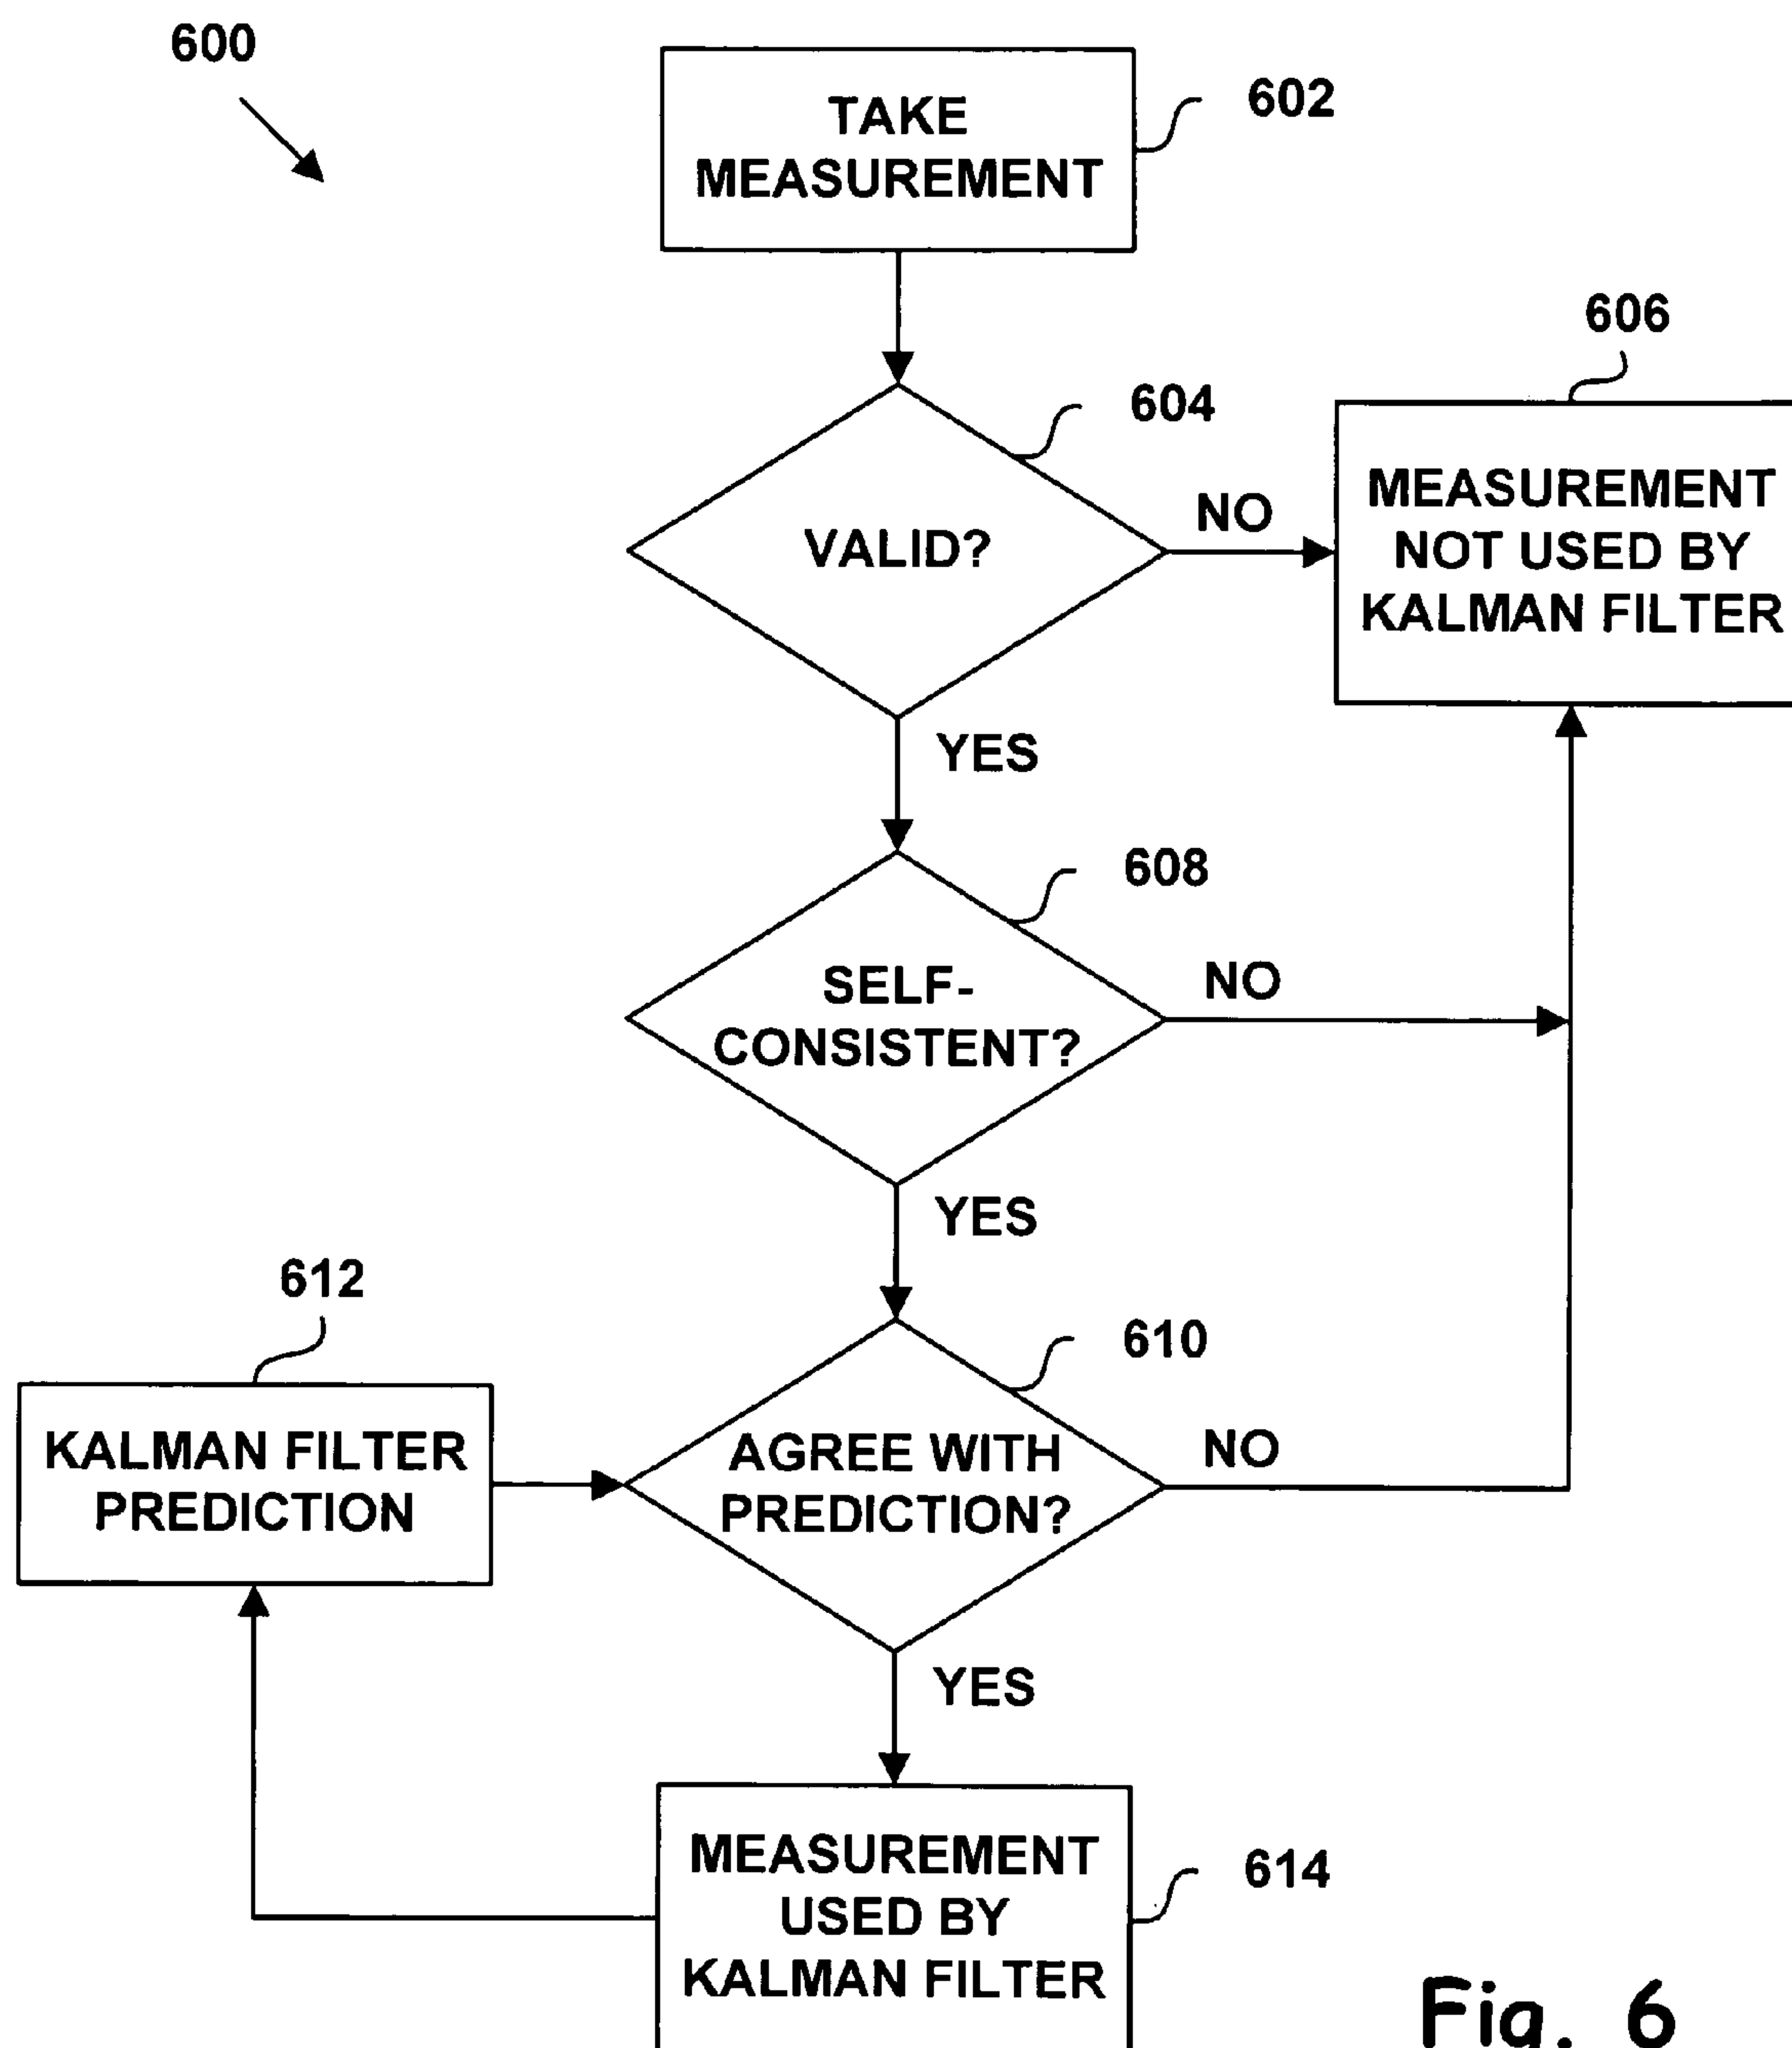 600
TAKE
MEASUREMENT
602
604
606
VALID?
NO
MEASUREMENT
NOT USED BY
KALMAN FILTER
YES
608
SELF-
CONSISTENT?
NO
YES
612
610
KALMAN FILTER
PREDICTION
AGREE WITH
PREDICTION?
NO
YES
MEASUREMENT
USED BY
KALMAN FILTER
614
Fig. 6